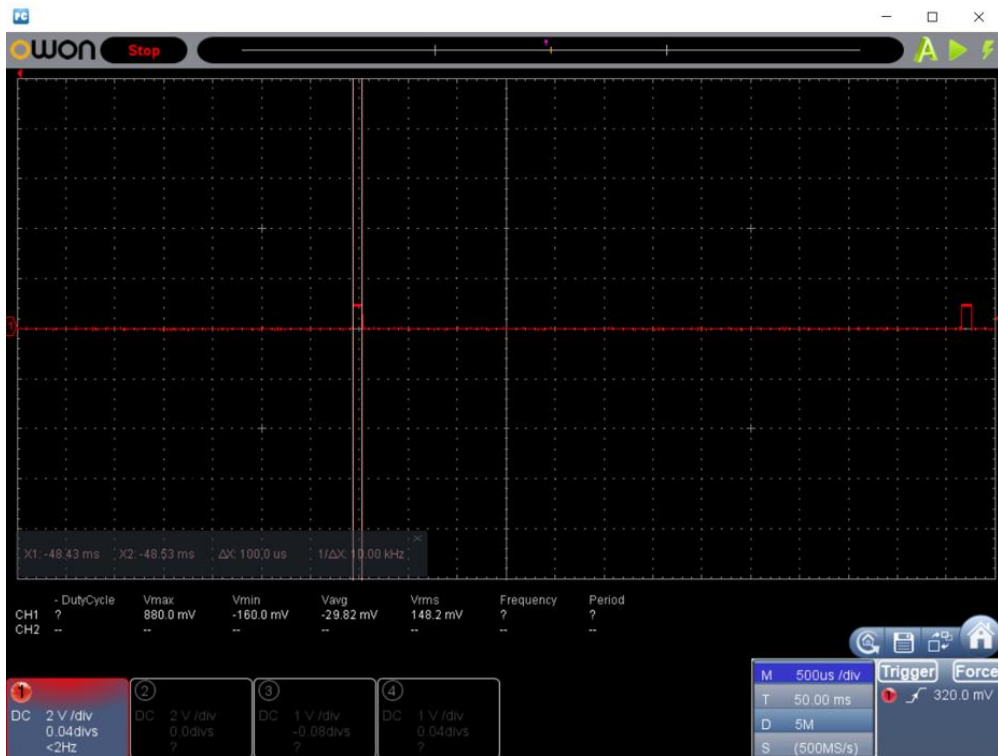 PC
OWON Stop A
1
X1: -48.43 ms X2: -48.53 ms ΔX: 100.0 us 1/ΔX: 10.00 kHz
- DutyCycle Vmax Vmin Vavg Vrms Frequency Period
CH1 ? 880.0 mV -160.0 mV -29.82 mV 148.2 mV ? ?
CH2 -- -- -- -- -- -- --
1 2 3 4
DC 2 V /div DC 2 V /div DC 1 V /div DC 1 V /div
0.04divs 0.0divs -0.08divs 0.04divs
<2Hz ? ? ?
M 500us /div
T 50.00 ms
D 5M
S (500MS/s)
Trigger Force
1 320.0 mV